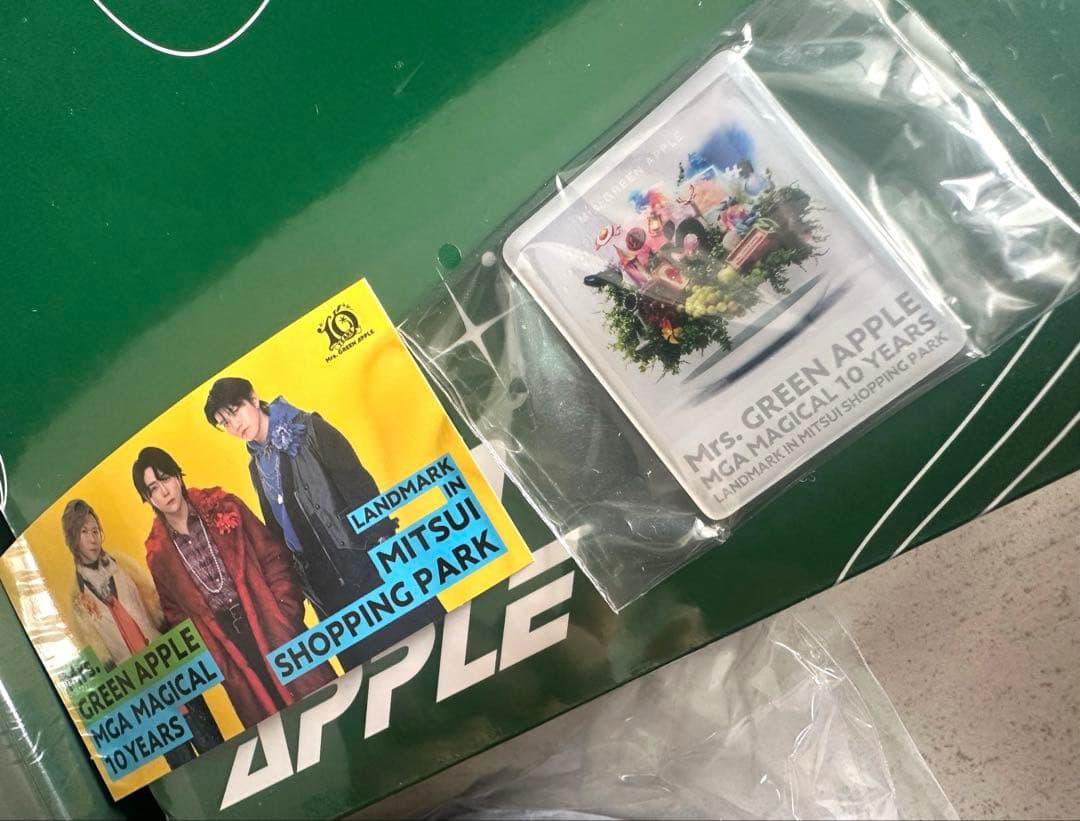 10
YEARS
Mrs. GREEN APPLE
LANDMARK
IN
MITSUI
SHOPPING PARK
Mrs.
GREEN APPLE
MGA MAGICAL
10 YEARS
Mrs. GREEN APPLE
Mrs. GREEN APPLE
MGA MAGICAL 10 YEARS
LANDMARK IN MITSUI SHOPPING PARK
APPLE